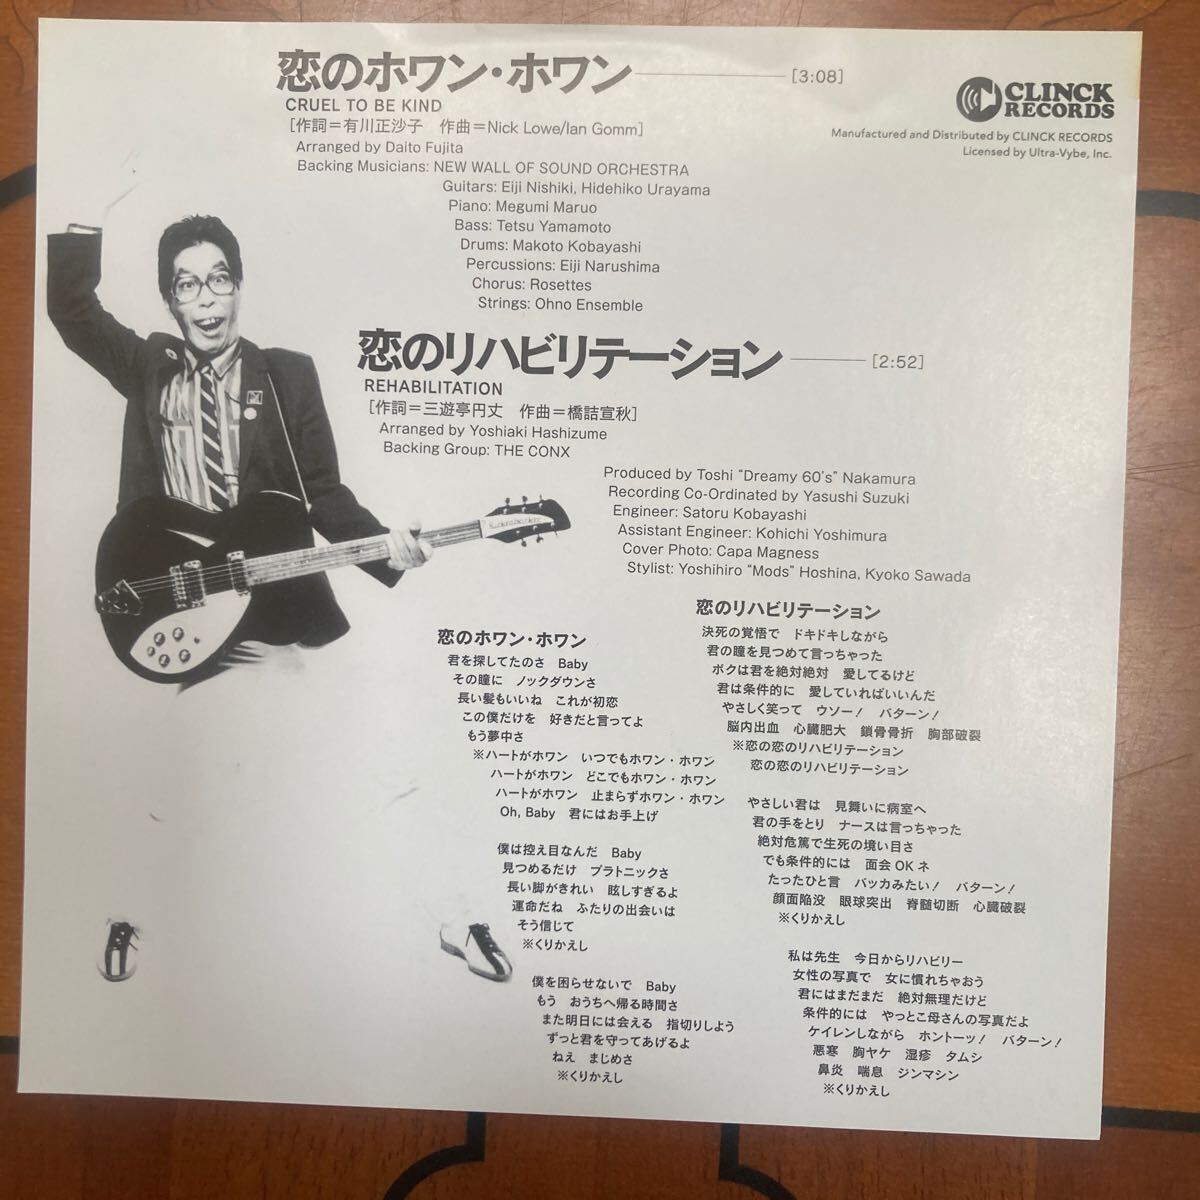 恋のホワン・ホワン [3:08]
CRUEL TO BE KIND
[作詞＝有川正沙子 作曲＝Nick Lowe/Ian Gomm]
Arranged by Daito Fujita
Backing Musicians: NEW WALL OF SOUND ORCHESTRA
Guitars: Eiji Nishiki, Hidehiko Urayama
Piano: Megumi Maruo
Bass: Tetsu Yamamoto
Drums: Makoto Kobayashi
Percussions: Eiji Narushima
Chorus: Rosettes
Strings: Ohno Ensemble
CLINCK
RECORDS
Manufactured and Distributed by CLINCK RECORDS
Licensed by Ultra-Vybe, Inc.
恋のリハビリテーション [2:52]
REHABILITATION
[作詞＝三遊亭円丈 作曲＝橋詰宣秋]
Arranged by Yoshiaki Hashizume
Backing Group: THE CONX
Produced by Toshi "Dreamy 60's" Nakamura
Recording Co-Ordinated by Yasushi Suzuki
Engineer: Satoru Kobayashi
Assistant Engineer: Kohichi Yoshimura
Cover Photo: Capa Magness
Stylist: Yoshihiro "Mods" Hoshina, Kyoko Sawada
Rickenbacker
恋のホワン・ホワン
君を探してたのさ Baby
その瞳に ノックダウンさ
長い髪もいいね これが初恋
この僕だけを 好きだと言ってよ
もう夢中さ
※ハートがホワン いつでもホワン・ホワン
ハートがホワン どこでもホワン・ホワン
ハートがホワン 止まらずホワン・ホワン
Oh, Baby 君にはお手上げ
僕は控え目なんだ Baby
見つめるだけ プラトニックさ
長い脚がきれい 眩しすぎるよ
運命だね ふたりの出会いは
そう信じて
※くりかえし
僕を困らせないで Baby
もう おうちへ帰る時間さ
また明日には会える 指切りしよう
ずっと君を守ってあげるよ
ねえ まじめさ
※くりかえし
恋のリハビリテーション
決死の覚悟で ドキドキしながら
君の瞳を見つめて言っちゃった
ボクは君を絶対絶対 愛してるけど
君は条件的に 愛していればいいんだ
やさしく笑って ウソー！ バターン！
脳内出血 心臓肥大 鎖骨骨折 胸部破裂
※恋の恋のリハビリテーション
恋の恋のリハビリテーション
やさしい君は 見舞いに病室へ
君の手をとり ナースは言っちゃった
絶対危篤で生死の境い目さ
でも条件的には 面会OKネ
たったひと言 バッカみたい！ バターン！
顔面陥没 眼球突出 脊髄切断 心臓破裂
※くりかえし
私は先生 今日からリハビリー
女性の写真で 女に慣れちゃおう
君にはまだまだ 絶対無理だけど
条件的には やっとこ母さんの写真だよ
ケイレンしながら ホントーッ！ バターン！
悪寒 胸ヤケ 湿疹 タムシ
鼻炎 喘息 ジンマシン
※くりかえし